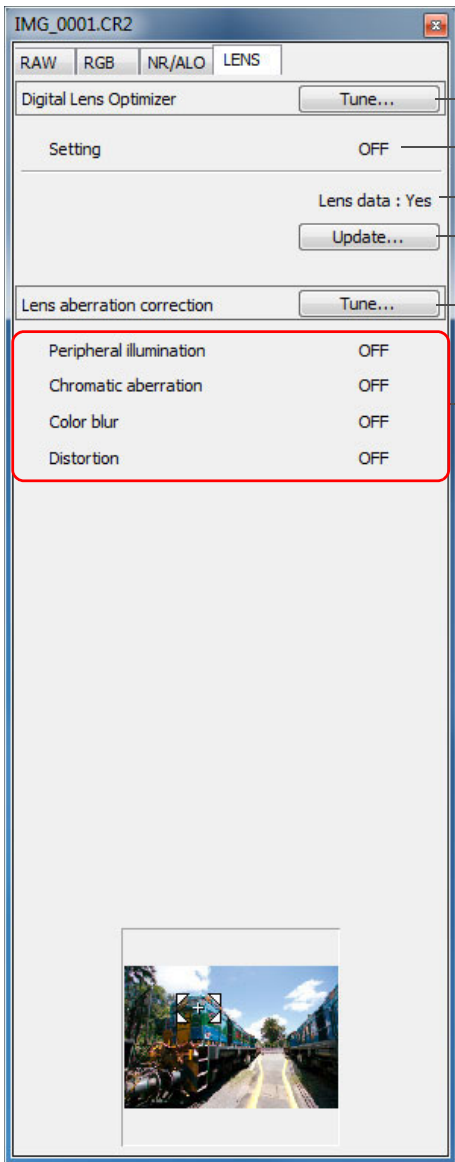 IMG_0001.CR2
RAW RGB NR/ALO LENS
Digital Lens Optimizer Tune...
Setting OFF
Lens data : Yes
Update...
Lens aberration correction Tune...
Peripheral illumination OFF
Chromatic aberration OFF
Color blur OFF
Distortion OFF